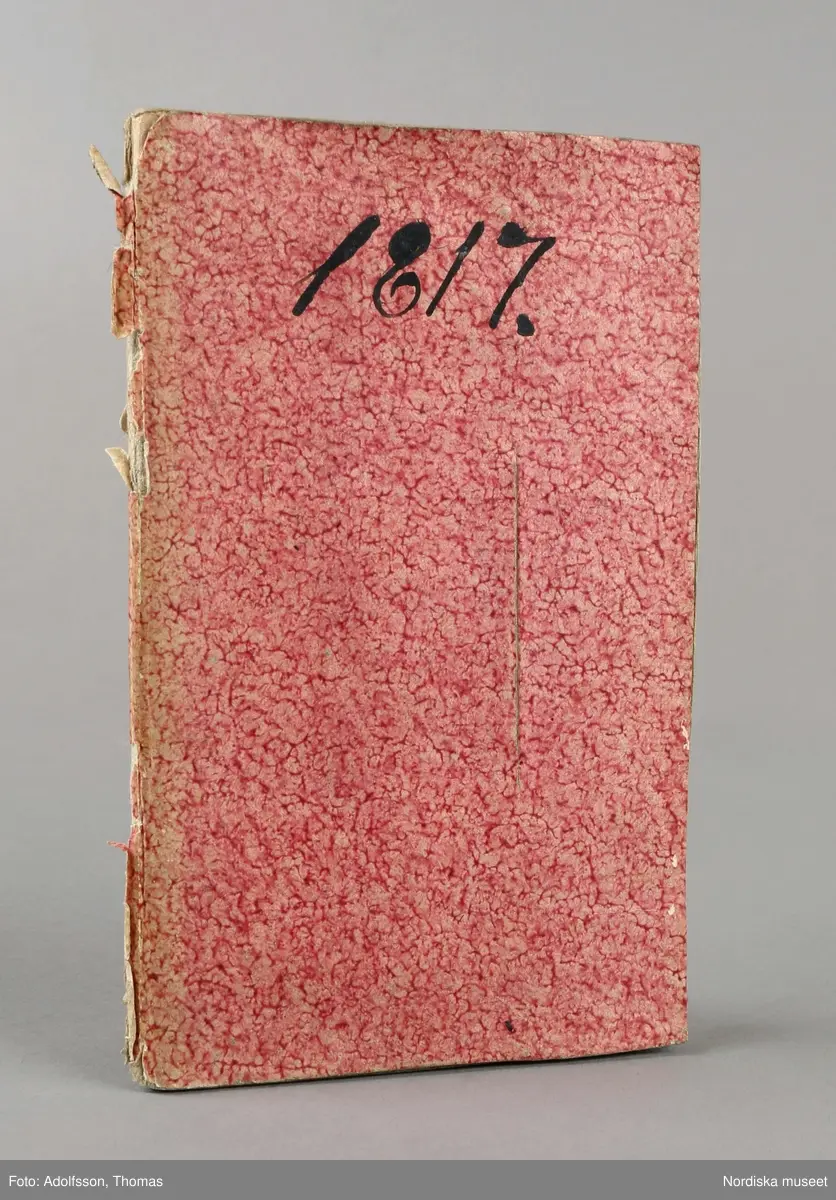 1817.
Foto: Adolfsson, Thomas
Nordiska museet